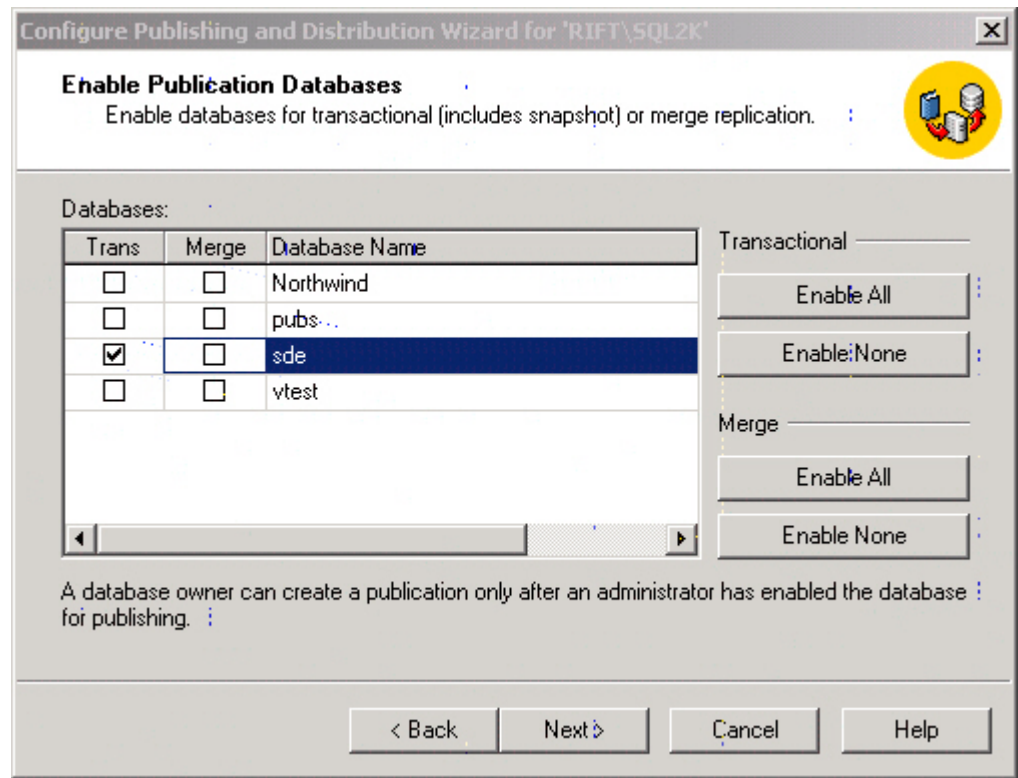 Configure Publishing and Distribution Wizard for 'RIFT\SQL2K'
Enable Publication Databases
Enable databases for transactional (includes snapshot) or merge replication.
Databases:
Trans Merge Database Name
Northwind
pubs
sde
vtest
Transactional
Enable All
Enable None
Merge
Enable All
Enable None
A database owner can create a publication only after an administrator has enabled the database
for publishing.
< Back Next > Cancel Help